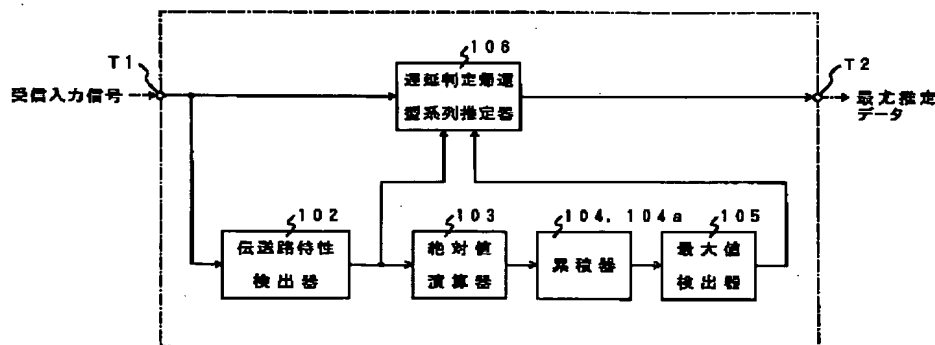 106
T1
遅延判定帰還
型系列推定器
T2
受信入力信号
最尤推定
データ
102
伝送路特性
検出器
103
絶対値
演算器
104, 104a
累積器
105
最大値
検出器